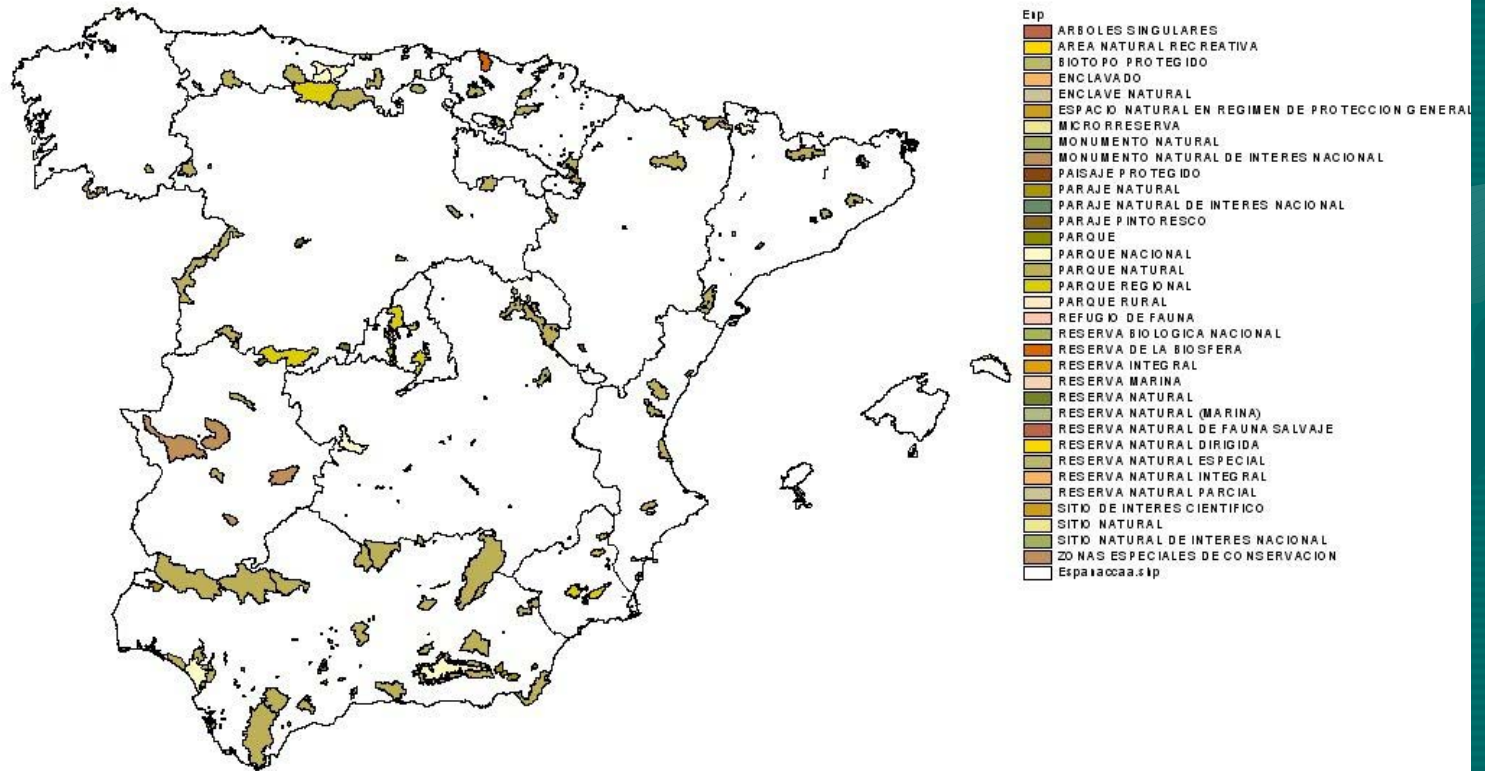 Enp
ARBOLES SINGULARES
AREA NATURAL RECREATIVA
BIOTOPO PROTEGIDO
ENCLAVADO
ENCLAVE NATURAL
ESPACIO NATURAL EN REGIMEN DE PROTECCION GENERAL
MICRORRESERVA
MONUMENTO NATURAL
MONUMENTO NATURAL DE INTERES NACIONAL
PAISAJE PROTEGIDO
PARAJE NATURAL
PARAJE NATURAL DE INTERES NACIONAL
PARAJE PINTORESCO
PARQUE
PARQUE NACIONAL
PARQUE NATURAL
PARQUE REGIONAL
PARQUE RURAL
REFUGIO DE FAUNA
RESERVA BIOLOGICA NACIONAL
RESERVA DE LA BIOSFERA
RESERVA INTEGRAL
RESERVA MARINA
RESERVA NATURAL
RESERVA NATURAL (MARINA)
RESERVA NATURAL DE FAUNA SALVAJE
RESERVA NATURAL DIRIGIDA
RESERVA NATURAL ESPECIAL
RESERVA NATURAL INTEGRAL
RESERVA NATURAL PARCIAL
SITIO DE INTERES CIENTIFICO
SITIO NATURAL
SITIO NATURAL DE INTERES NACIONAL
ZONAS ESPECIALES DE CONSERVACION
Espanaccaa.shp